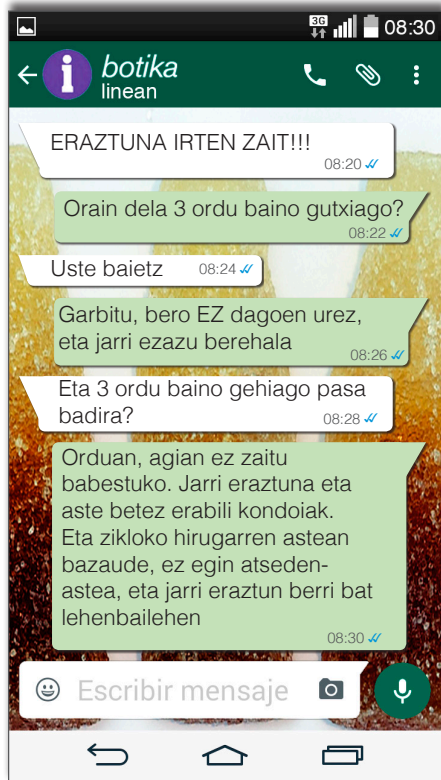 3G 08:30
botika
linean
ERAZTUNA IRTEN ZAIT!!!
08:20
Orain dela 3 ordu baino gutxiago?
08:22
Uste baietz 08:24
Garbitu, bero EZ dagoen urez,
eta jarri ezazu berehala
08:26
Eta 3 ordu baino gehiago pasa
badira? 08:28
Orduan, agian ez zaitu
babestuko. Jarri eraztuna eta
aste betez erabili kondoiak.
Eta zikloko hirugarren astean
bazaude, ez egin atseden-
astea, eta jarri eraztun berri bat
lehenbailehen
08:30
Escribir mensaje